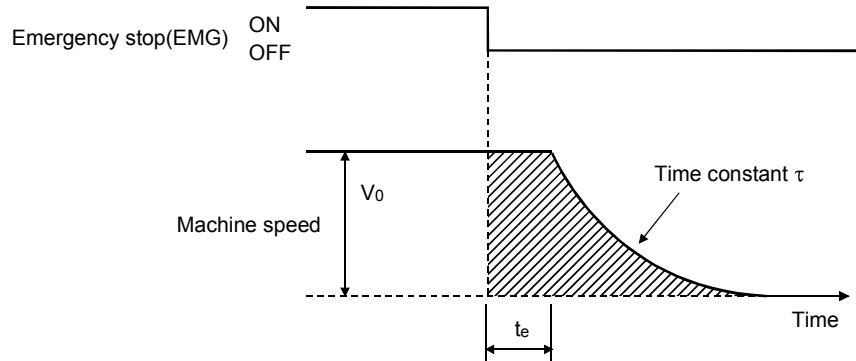 ON
Emergency stop(EMG)
OFF
V0
Time constant τ
Machine speed
Time
te